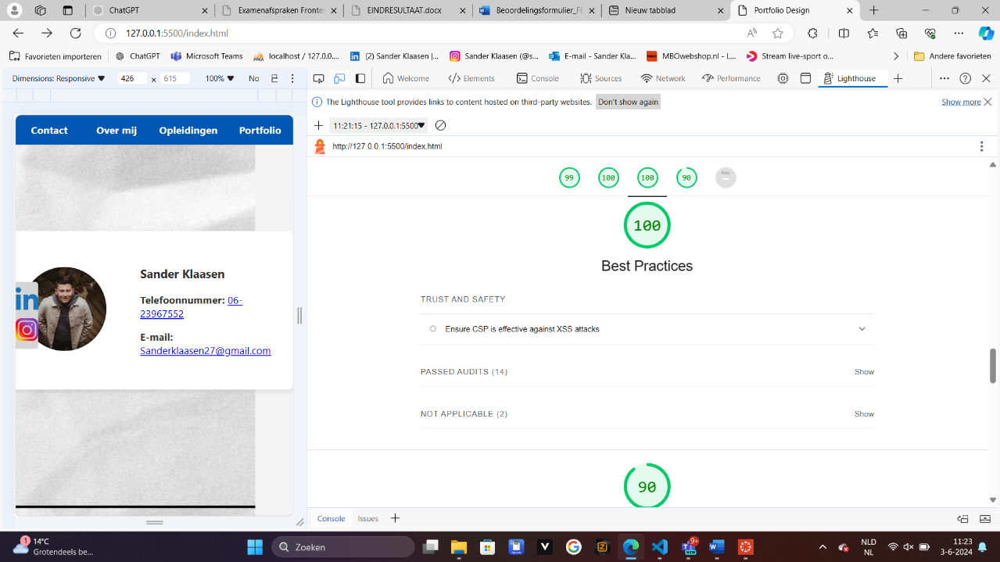 ChatGPT
Examenafspraken Fronter
EINDRESULTAAT.docx
Beoordelingsformulier_FE
Nieuw tabblad
Portfolio Design
127.0.0.1:5500/index.html
Favorieten importeren
ChatGPT
Microsoft Teams
localhost / 127.0.0....
(2) Sander Klaasen |...
Sander Klaasen (@s...
E-mail - Sander Kla...
MBOwebshop.nl - L...
Stream live-sport o...
Andere favorieten
Dimensions: Responsive
426
×
615
100%
No
Welcome
Elements
Console
Sources
Network
Performance
Lighthouse
The Lighthouse tool provides links to content hosted on third-party websites.
Don't show again
Show more
11:21:15 - 127.0.0.1:5500
http://127.0.0.1:5500/index.html
Contact
Over mij
Opleidingen
Portfolio
99
100
100
90
100
Best Practices
TRUST AND SAFETY
Ensure CSP is effective against XSS attacks
PASSED AUDITS (14)
Show
NOT APPLICABLE (2)
Show
90
Sander Klaasen
Telefoonnummer: 06-
23967552
E-mail:
Sanderklaasen27@gmail.com
in
Console
Issues
1
14°C
Grotendeels be...
Zoeken
9+
NEW
NLD
NL
11:23
3-6-2024